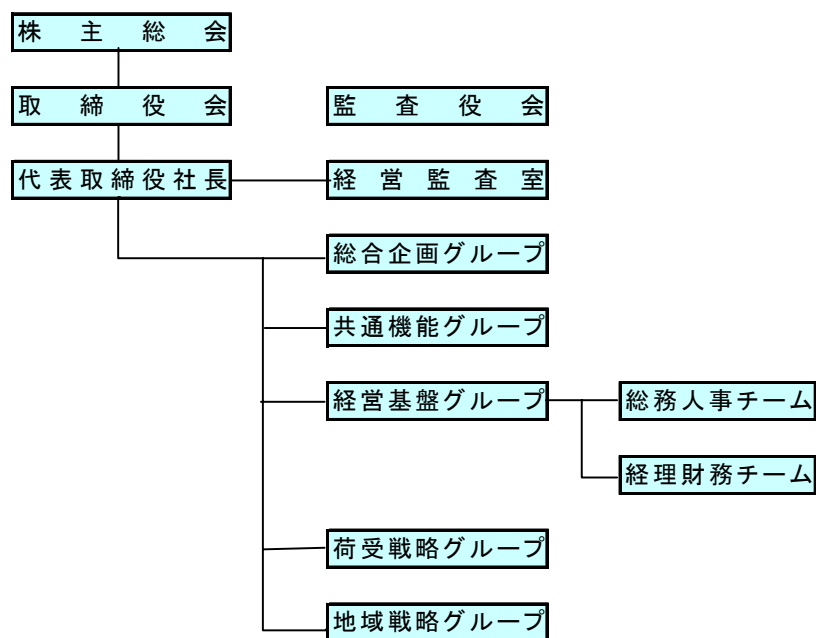 株主総会
取締役会
監査役会
代表取締役社長
経営監査室
総合企画グループ
共通機能グループ
経営基盤グループ
総務人事チーム
経理財務チーム
荷受戦略グループ
地域戦略グループ